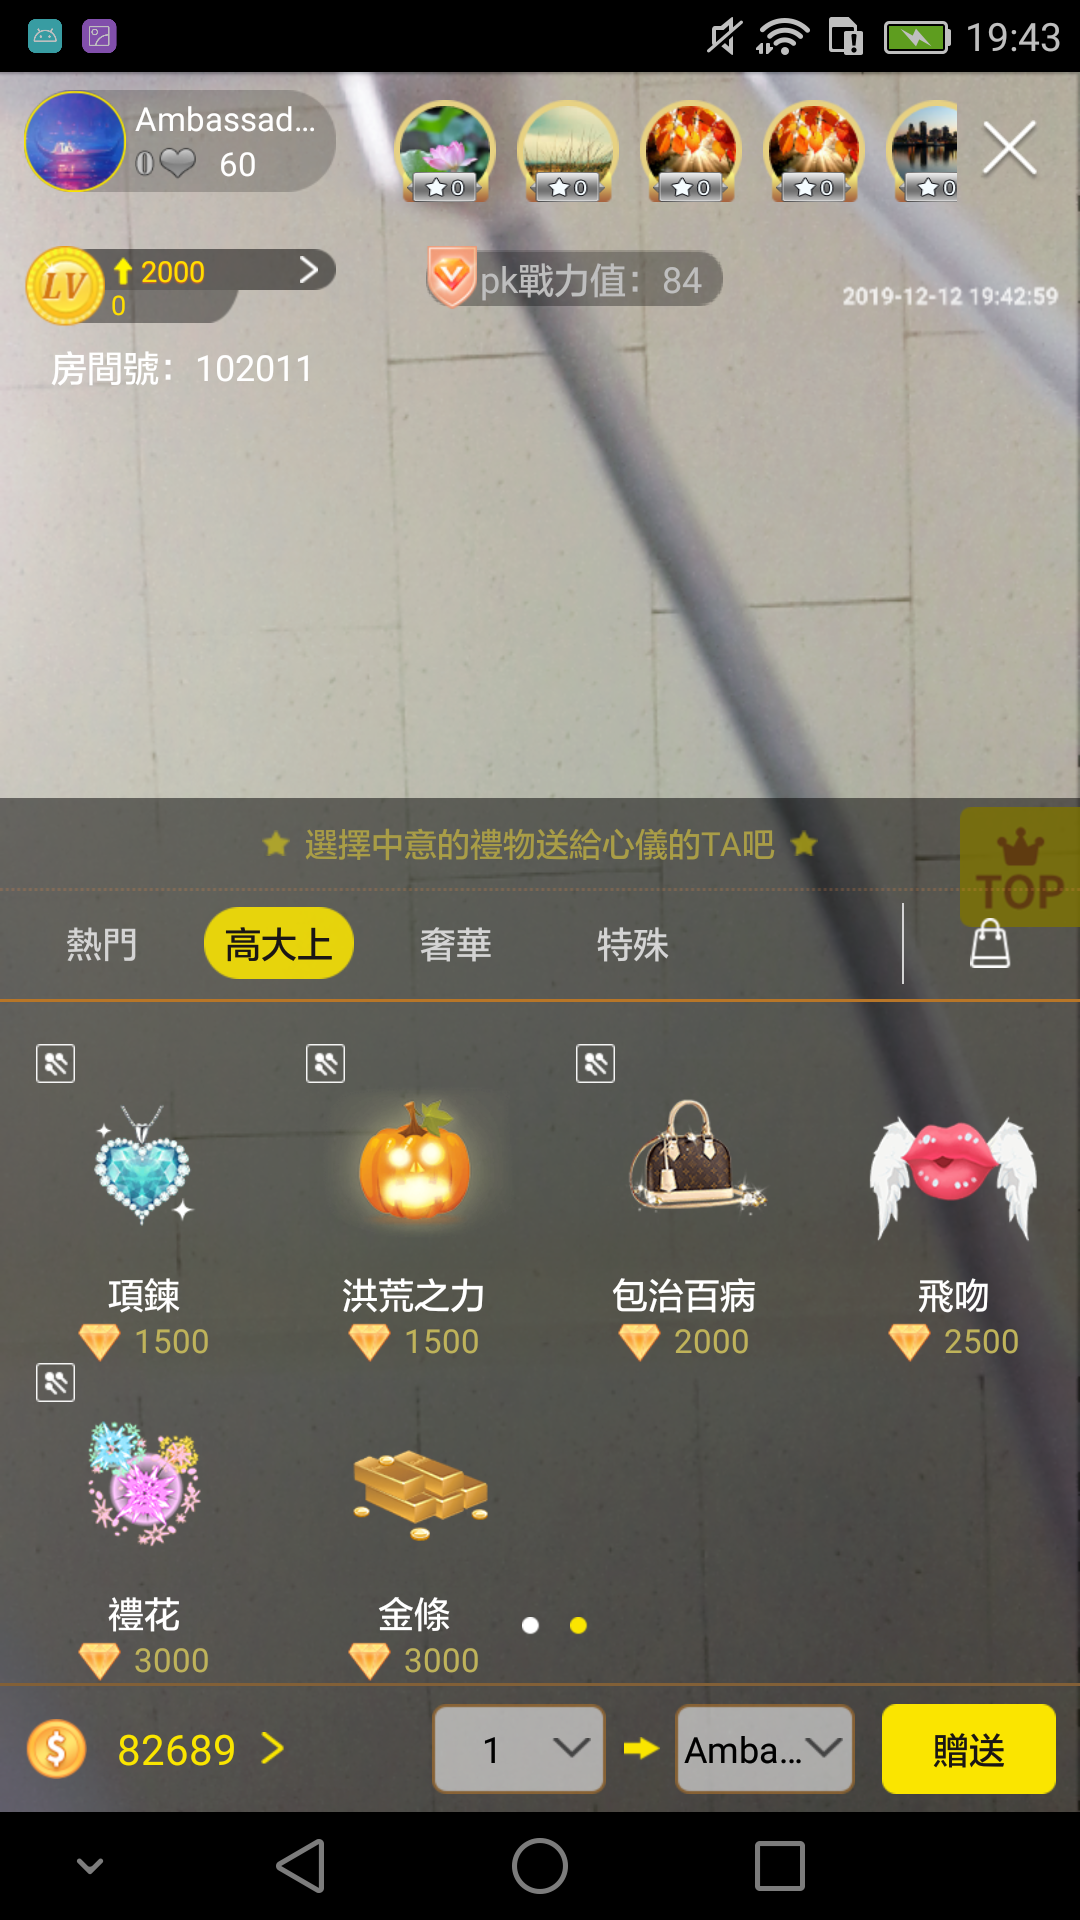 19:43
Ambassad...
0 60
0
0
0
0
0
LV
2000
0
pk戰力值：84
2019-12-12 19:42:59
房間號：102011
選擇中意的禮物送給心儀的TA吧
TOP
熱門 高大上 奢華 特殊
項鍊 洪荒之力 包治百病 飛吻
1500 1500 2000 2500
禮花 金條
3000 3000
82689 1 Amba... 贈送